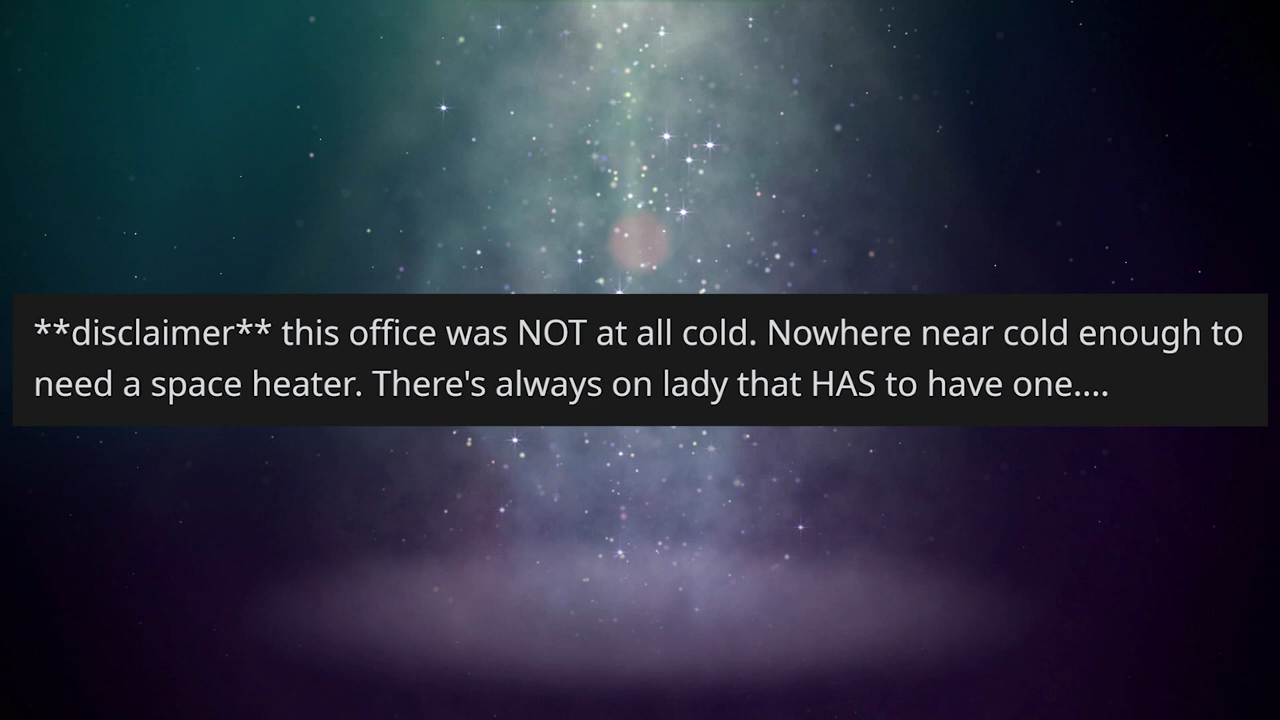 **disclaimer** this office was NOT at all cold. Nowhere near cold enough to
need a space heater. There's always on lady that HAS to have one....